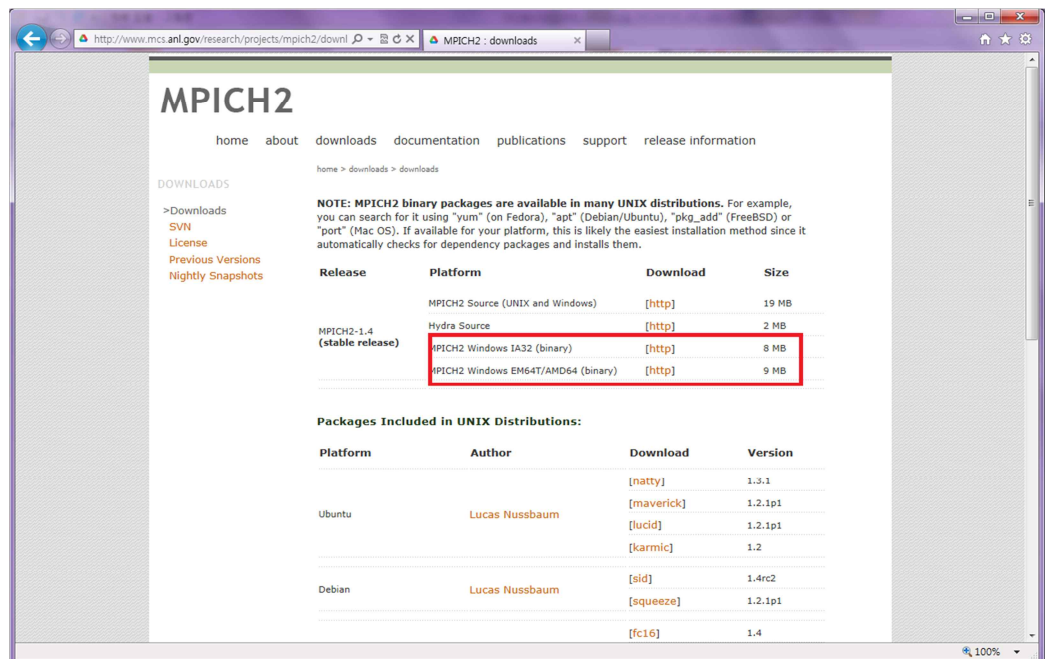 http://www.mcs.anl.gov/research/projects/mpich2/downl
MPICH2 : downloads
MPICH2
home about downloads documentation publications support release information
home > downloads > downloads
DOWNLOADS
>Downloads
SVN
License
Previous Versions
Nightly Snapshots
NOTE: MPICH2 binary packages are available in many UNIX distributions. For example,
you can search for it using "yum" (on Fedora), "apt" (Debian/Ubuntu), "pkg_add" (FreeBSD) or
"port" (Mac OS). If available for your platform, this is likely the easiest installation method since it
automatically checks for dependency packages and installs them.
Release Platform Download Size
MPICH2-1.4
(stable release)
MPICH2 Source (UNIX and Windows) [http] 19 MB
Hydra Source [http] 2 MB
MPICH2 Windows IA32 (binary) [http] 8 MB
MPICH2 Windows EM64T/AMD64 (binary) [http] 9 MB
Packages Included in UNIX Distributions:
Platform Author Download Version
Ubuntu Lucas Nussbaum
[natty] 1.3.1
[maverick] 1.2.1p1
[lucid] 1.2.1p1
[karmic] 1.2
Debian Lucas Nussbaum
[sid] 1.4rc2
[squeeze] 1.2.1p1
[fc16] 1.4
100%